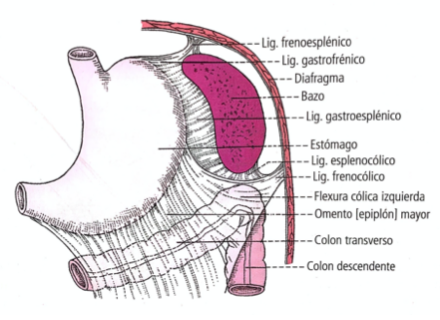 Lig. frenoesplénico
Lig. gastrofrénico
Diafragma
Bazo
Lig. gastroesplénico
Estómago
Lig. esplenocólico
Lig. frenocólico
Flexura cólica izquierda
Omento [epiplón] mayor
Colon transverso
Colon descendente